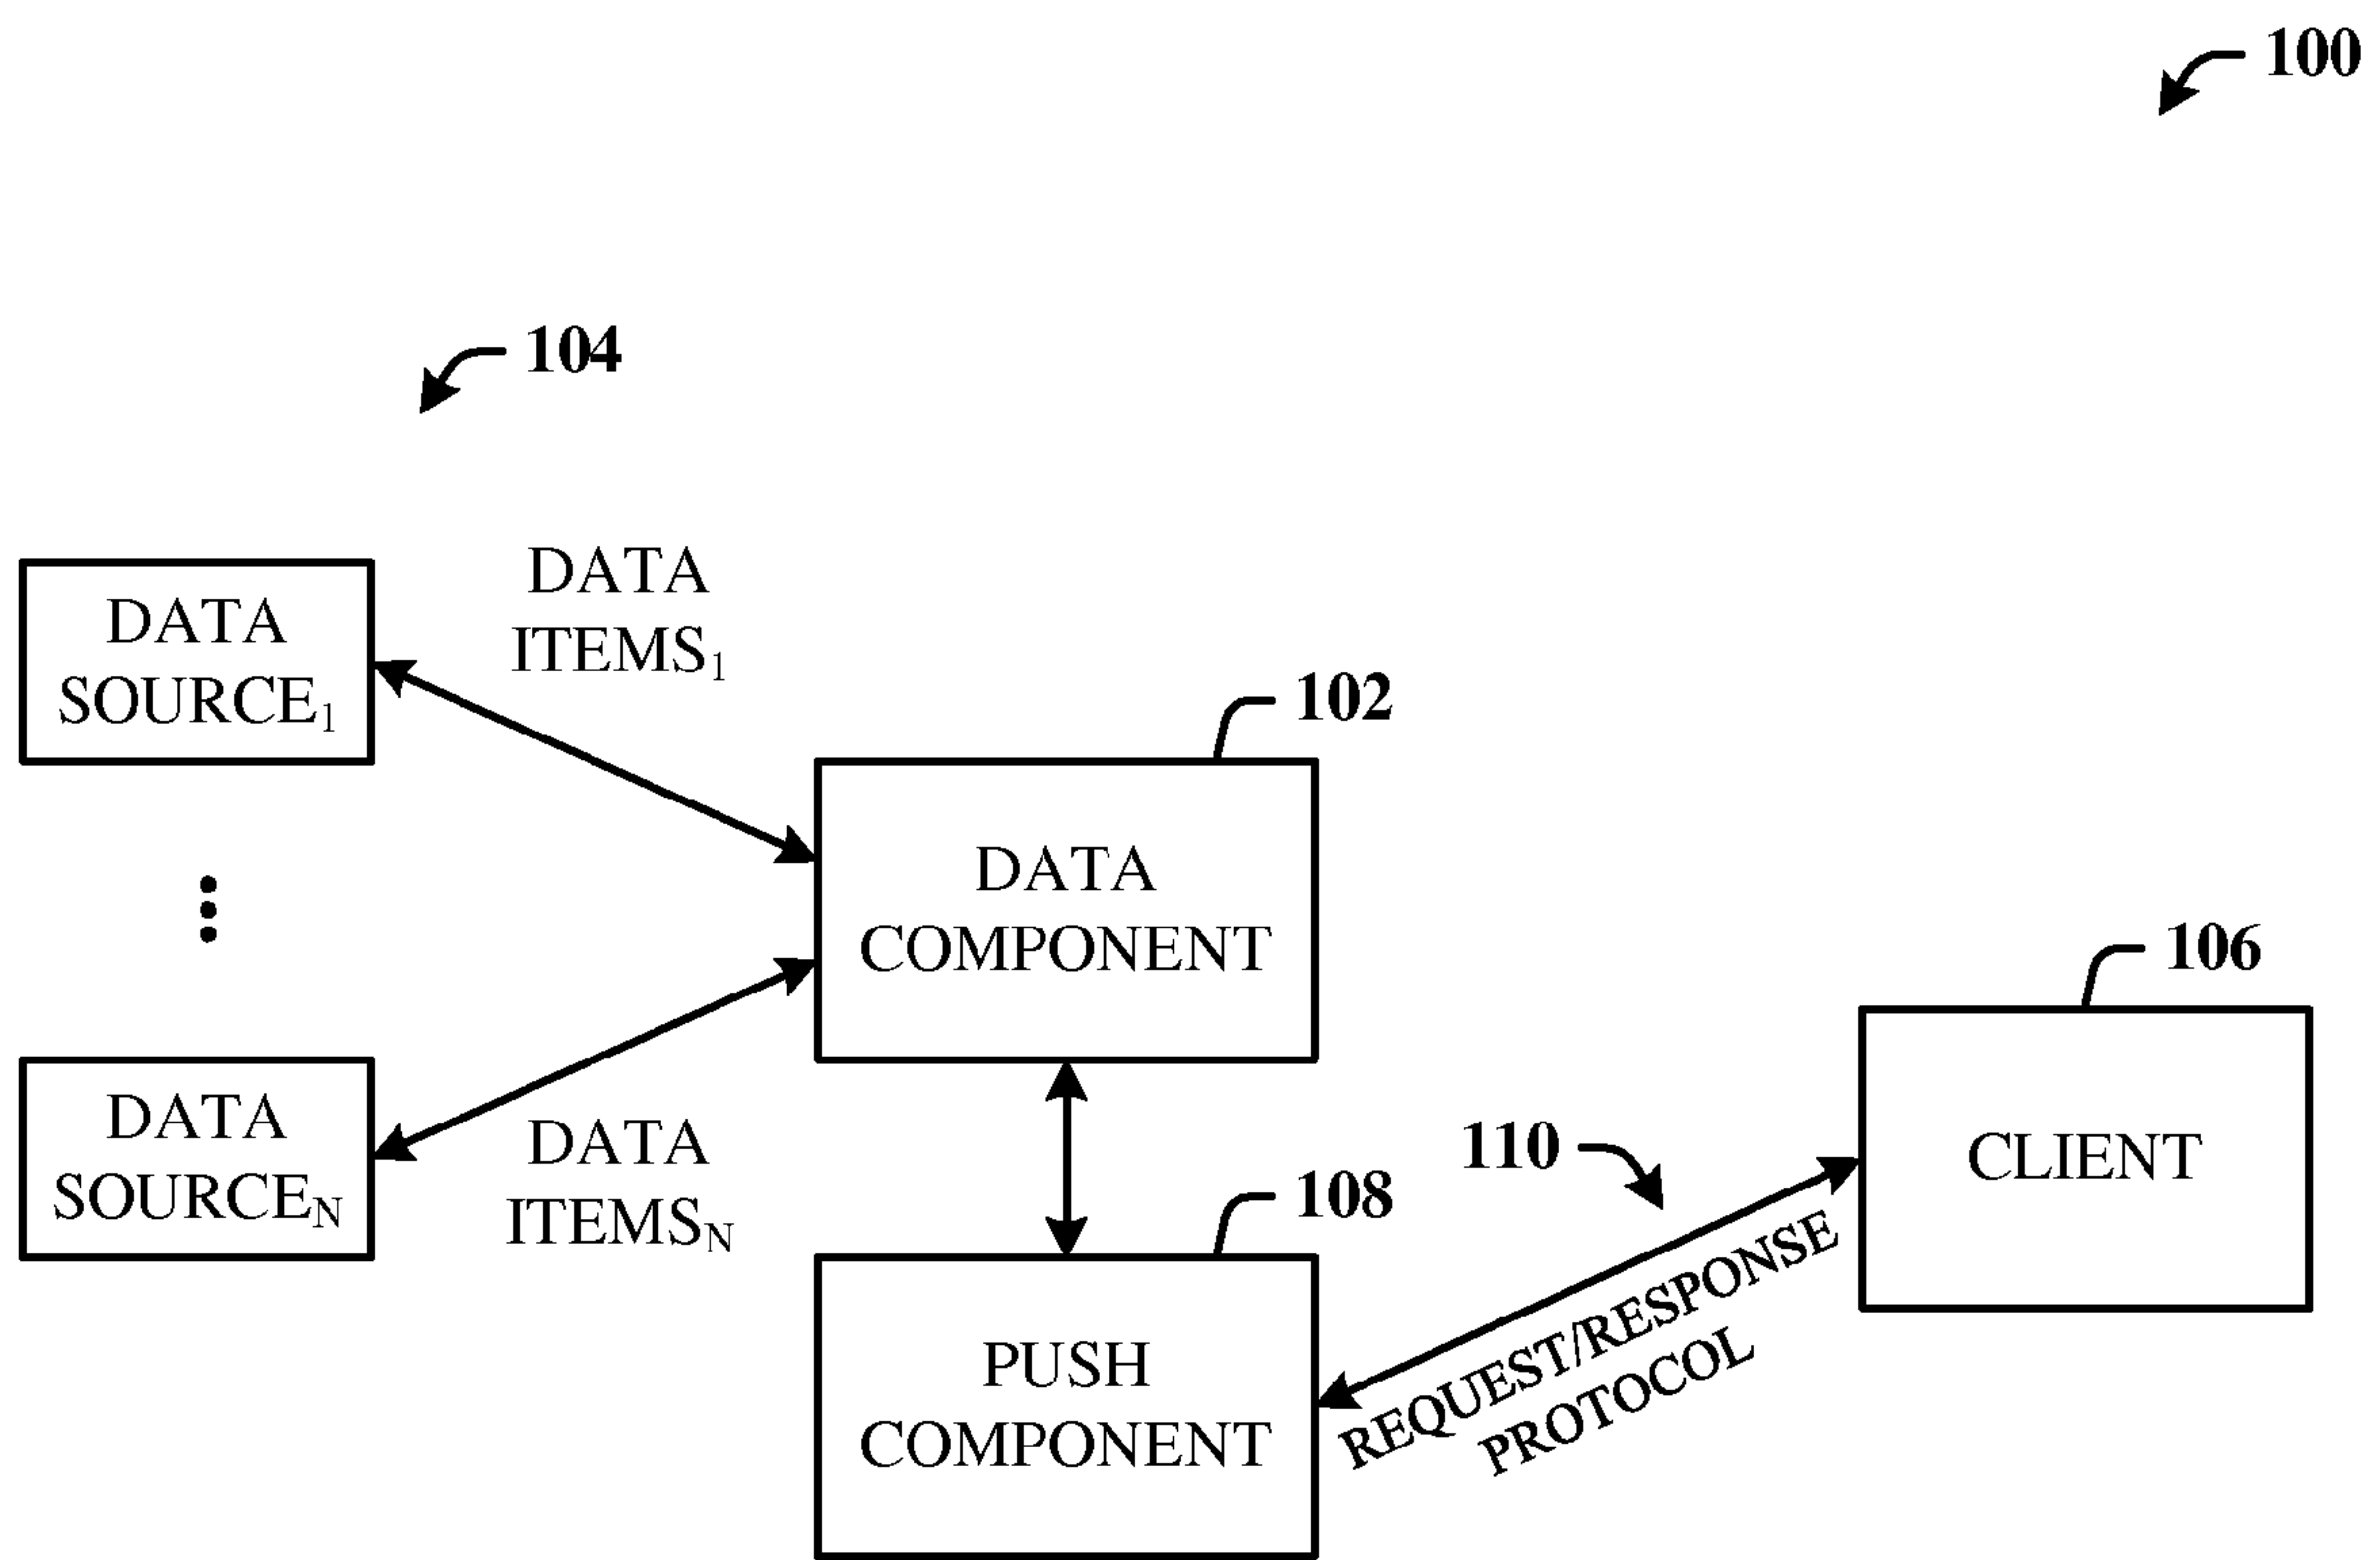 100
104
DATA
ITEMS₁
DATA
SOURCE₁
102
DATA
COMPONENT
106
CLIENT
DATA
SOURCEN
DATA
ITEMSN
110
108
REQUEST/RESPONSE
PROTOCOL
PUSH
COMPONENT